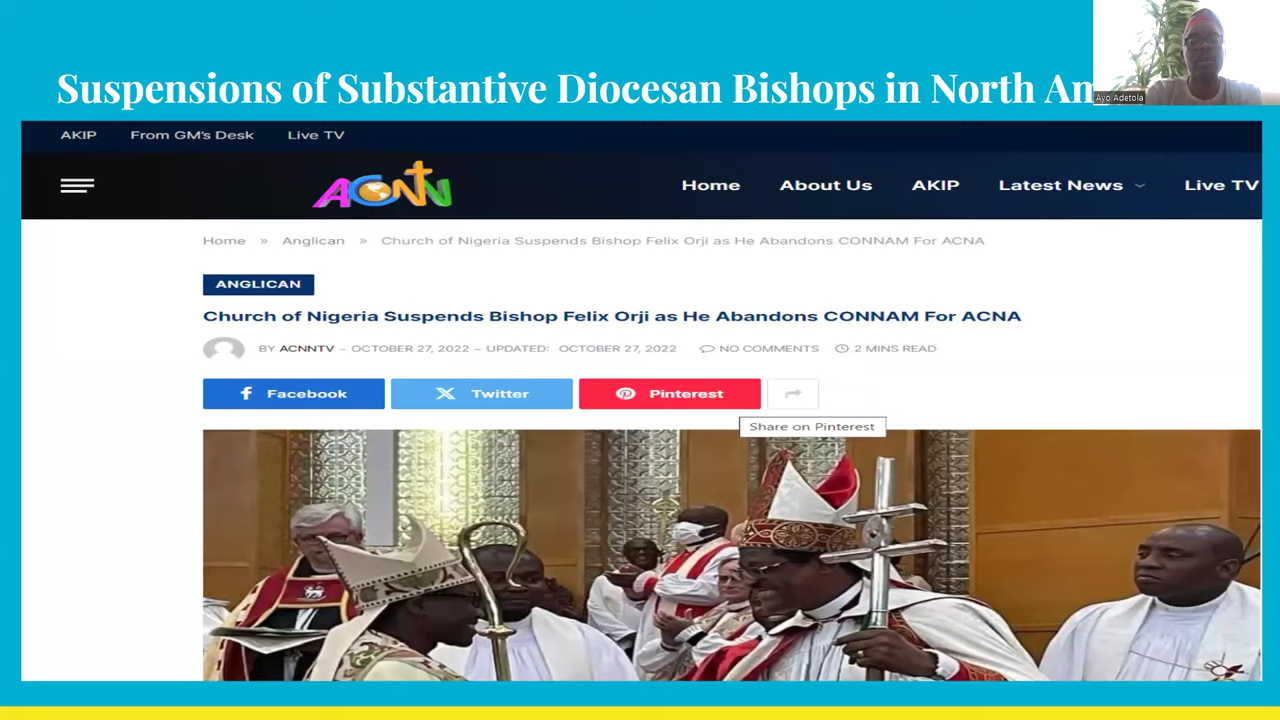 Suspensions of Substantive Diocesan Bishops in North Am
Ayo Adetola
AKIP From GM's Desk Live TV
ACNNTV
Home About Us AKIP Latest News Live TV
Home » Anglican » Church of Nigeria Suspends Bishop Felix Orji as He Abandons CONNAM For ACNA
ANGLICAN
Church of Nigeria Suspends Bishop Felix Orji as He Abandons CONNAM For ACNA
BY ACNNTV – OCTOBER 27, 2022 – UPDATED: OCTOBER 27, 2022 NO COMMENTS 2 MINS READ
Facebook Twitter Pinterest
Share on Pinterest